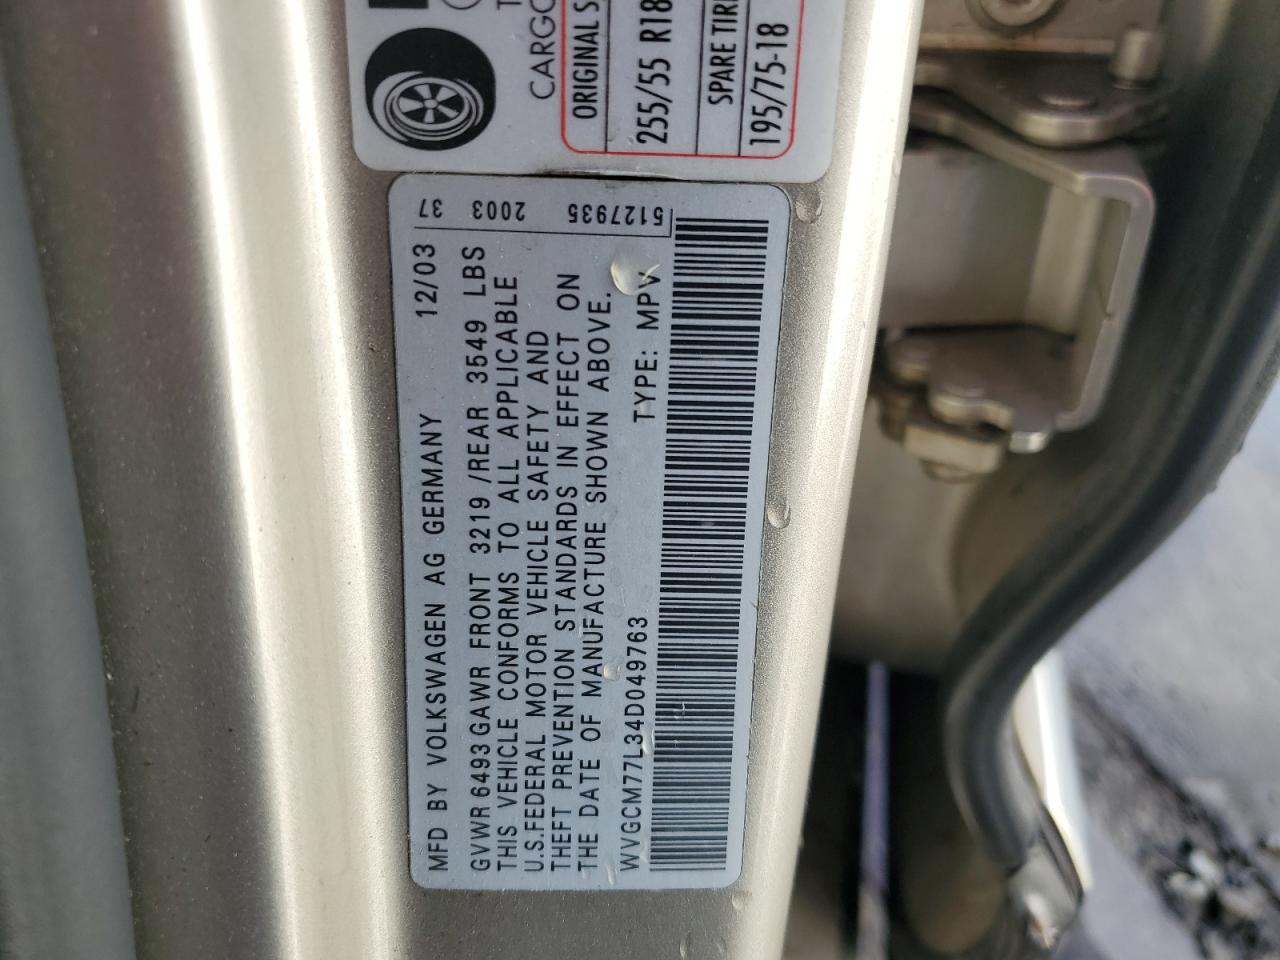 CARGO
ORIGINAL S
255/55 R18
SPARE TIRE
195/75-18
37 2003 5127935
MFD BY VOLKSWAGEN AG GERMANY 12/03
GVWR 6493 GAWR FRONT 3219 /REAR 3549 LBS
THIS VEHICLE CONFORMS TO ALL APPLICABLE
U.S.FEDERAL MOTOR VEHICLE SAFETY AND
THEFT PREVENTION STANDARDS IN EFFECT ON
THE DATE OF MANUFACTURE SHOWN ABOVE.
WVGCM77L34D049763 TYPE: MPV